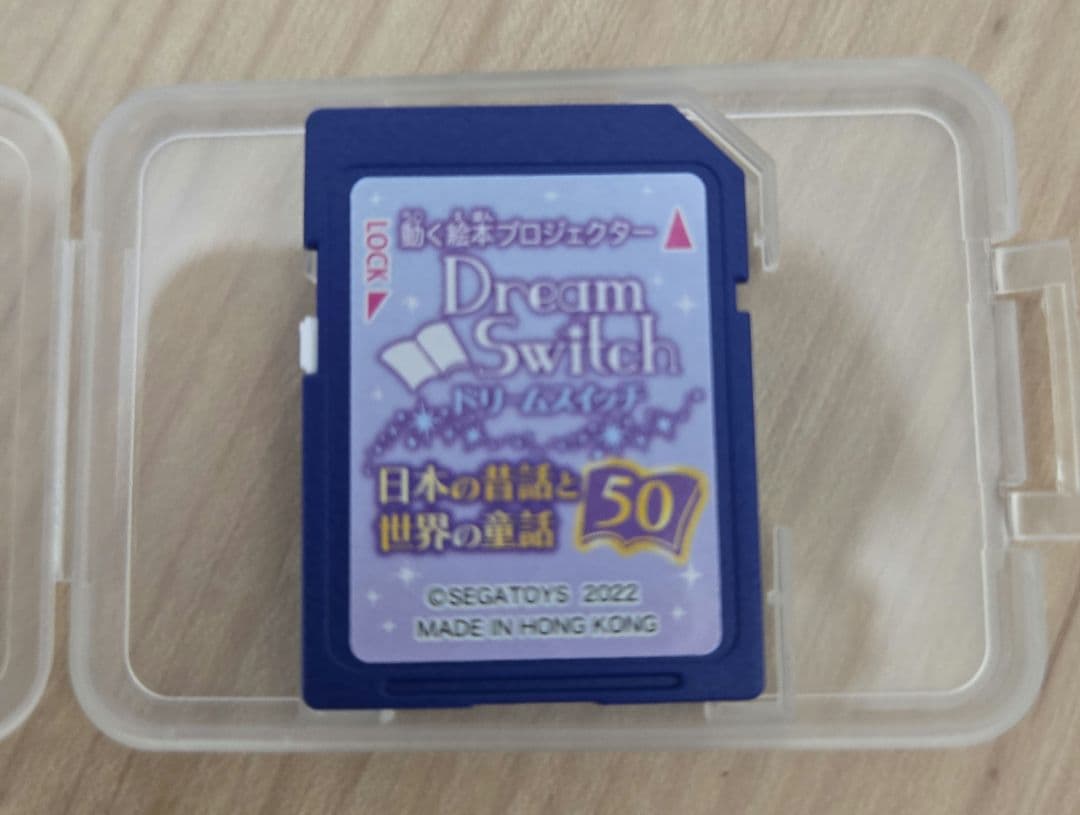 LOCK
動く絵本プロジェクター
Dream
Switch
ドリームスイッチ
日本の昔話と
世界の童話
50
©SEGATOYS 2022
MADE IN HONG KONG